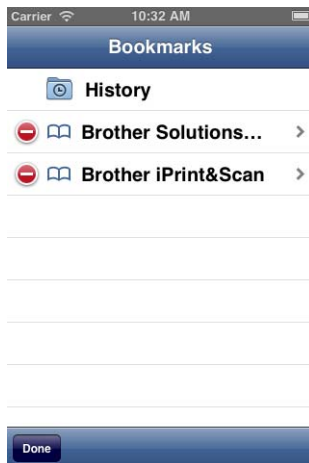 Carrier 10:32 AM
Bookmarks
History
Brother Solutions...
Brother iPrint&Scan
Done